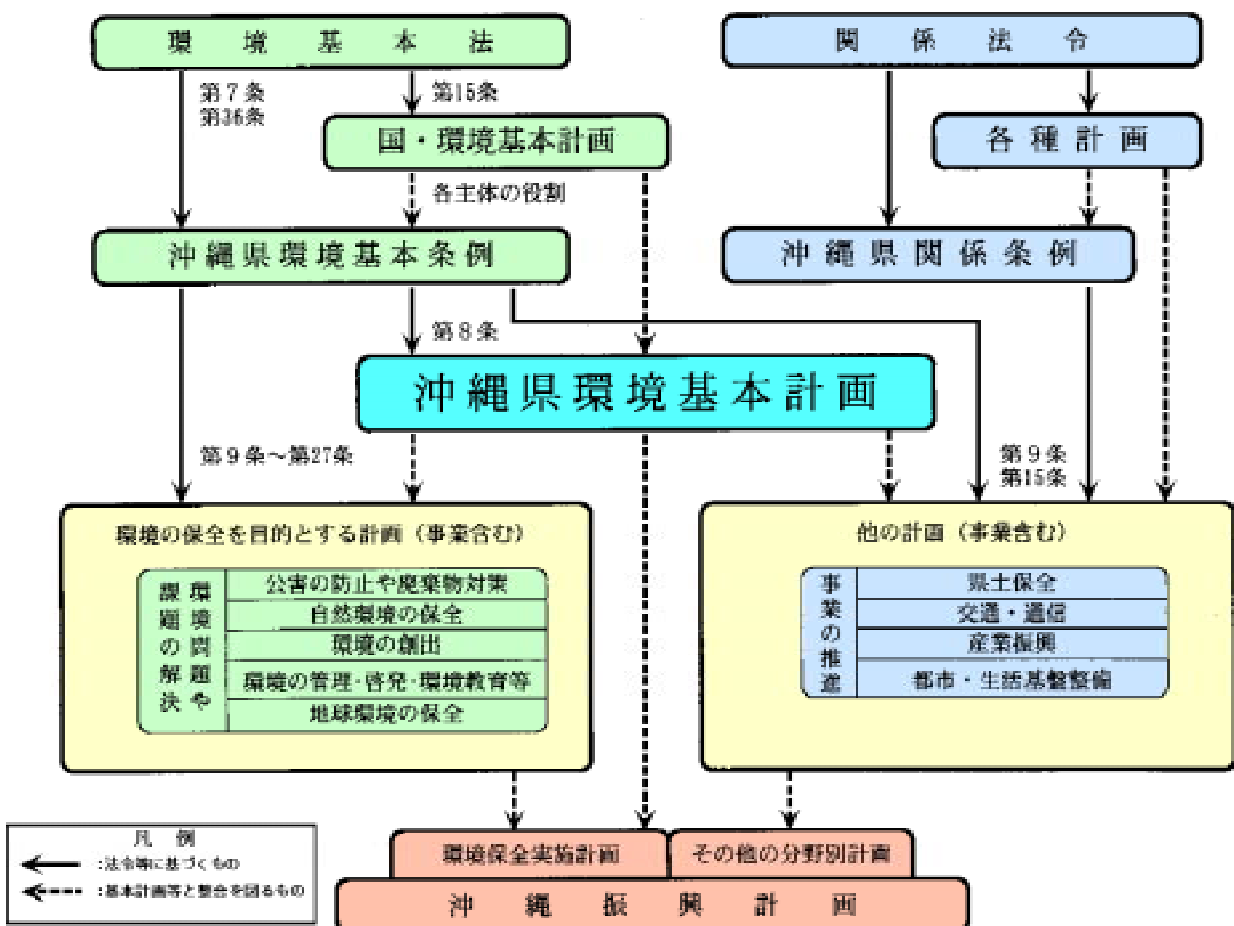 環境基本法
関係法令
第7条
第36条
第15条
国・環境基本計画
各種計画
各主体の役割
沖縄県環境基本条例
沖縄県関係条例
第8条
沖縄県環境基本計画
第9条〜第27条
第9条
第15条
環境の保全を目的とする計画（事業含む）
環境の問題や
課題解決
公害の防止や廃棄物対策
自然環境の保全
環境の創出
環境の管理・啓発・環境教育等
地球環境の保全
他の計画（事業含む）
事業の推進
県土保全
交通・通信
産業振興
都市・生活基盤整備
凡例
:法令等に基づくもの
:基本計画等と整合を図るもの
環境保全実施計画
その他の分野別計画
沖縄振興計画